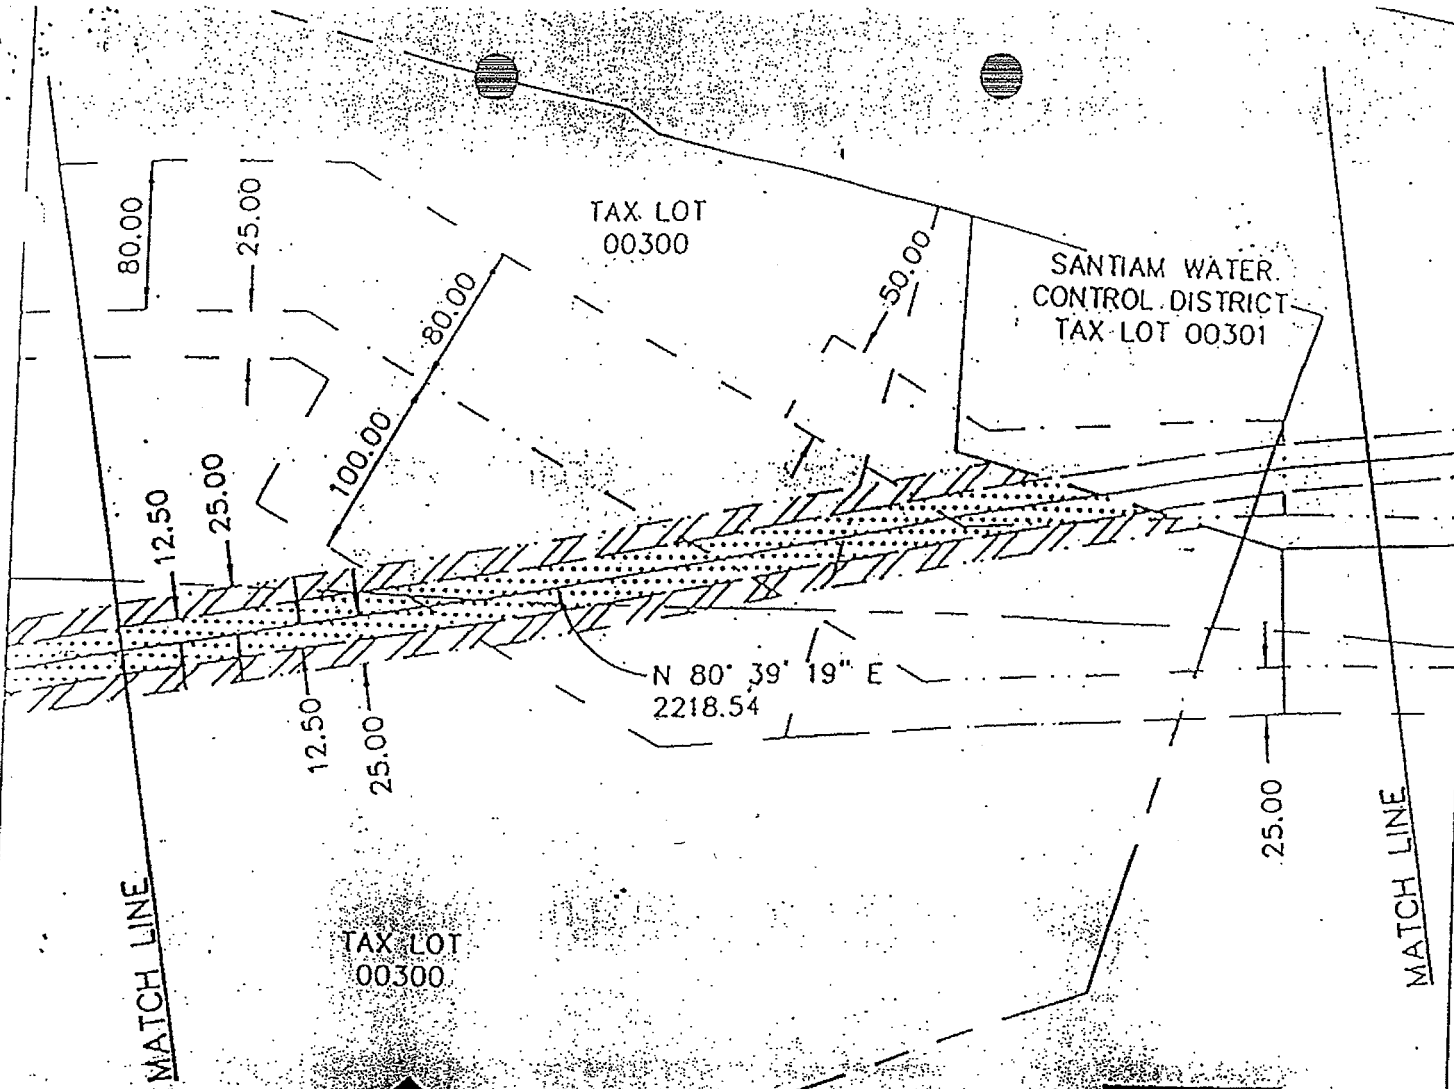 80.00
25.00
TAX LOT
00300
80.00
50.00
SANTIAM WATER
CONTROL DISTRICT
TAX LOT 00301
100.00
12.50
25.00
N 80° 39' 19" E
2218.54
12.50
25.00
25.00
MATCH LINE
MATCH LINE
TAX LOT
00300